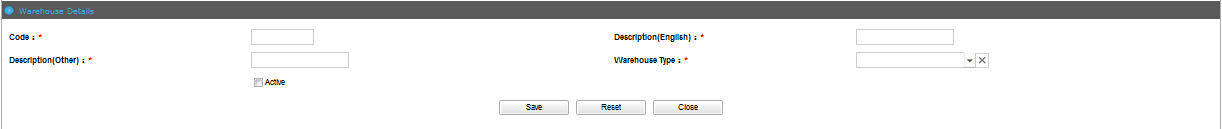 Warehouse Details
Code : * Description(English) : *
Description(Other) : * Warehouse Type : *
Active
Save Reset Close